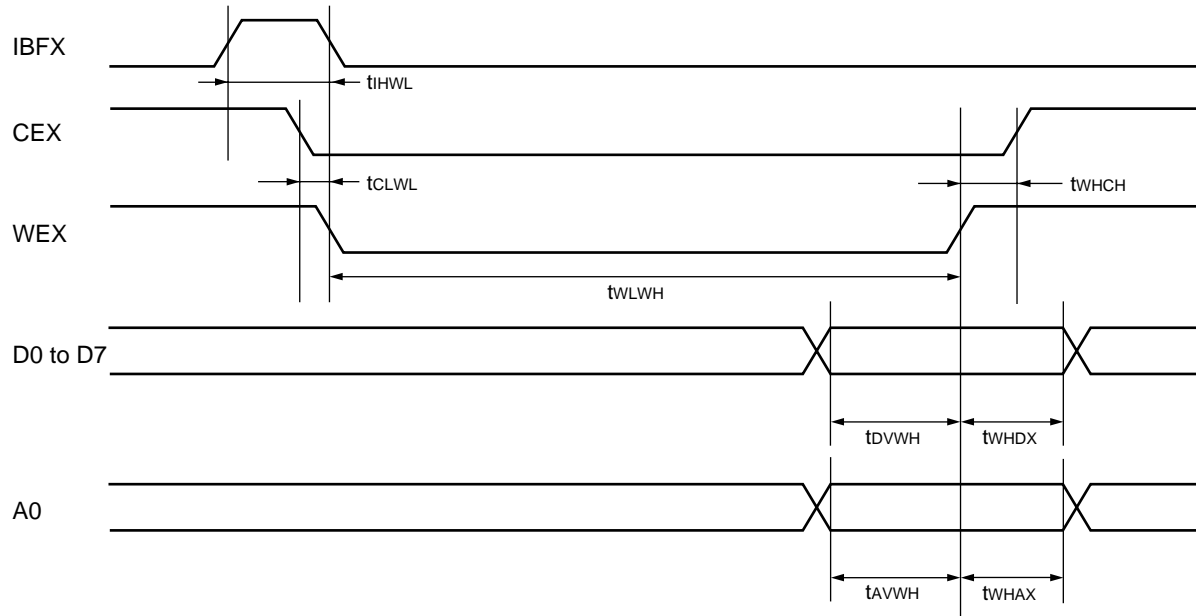 IBFX
tIHWL
CEX
tCLWL
tWHCH
WEX
tWLWH
D0 to D7
tDVWH
tWHDX
A0
tAVWH
tWHAX